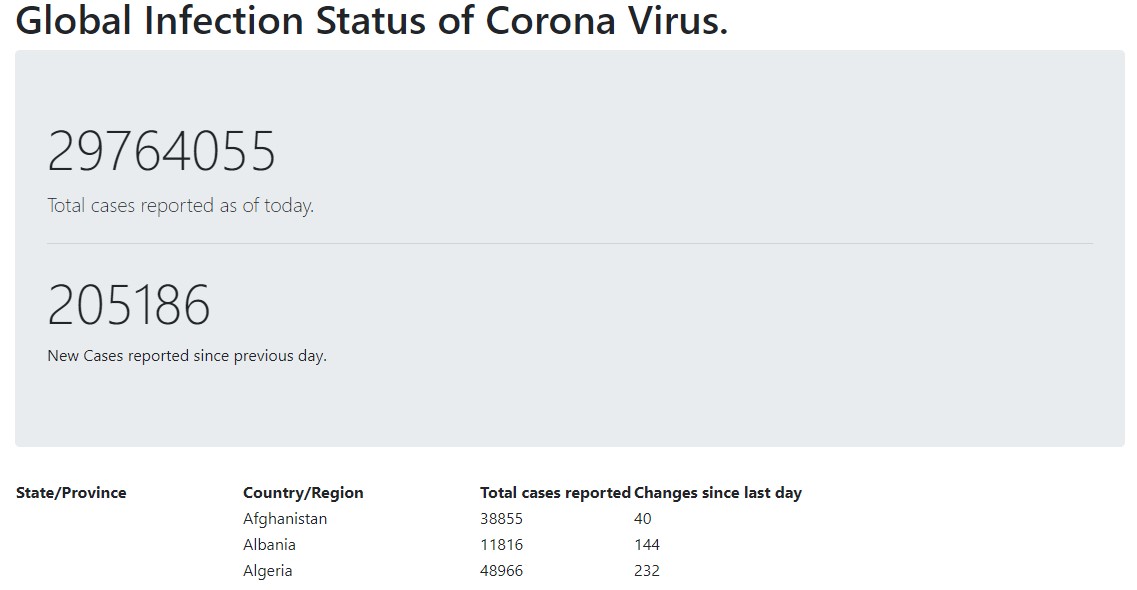 Global Infection Status of Corona Virus.
29764055
Total cases reported as of today.
205186
New Cases reported since previous day.
State/Province Country/Region Total cases reported Changes since last day
Afghanistan 38855 40
Albania 11816 144
Algeria 48966 232